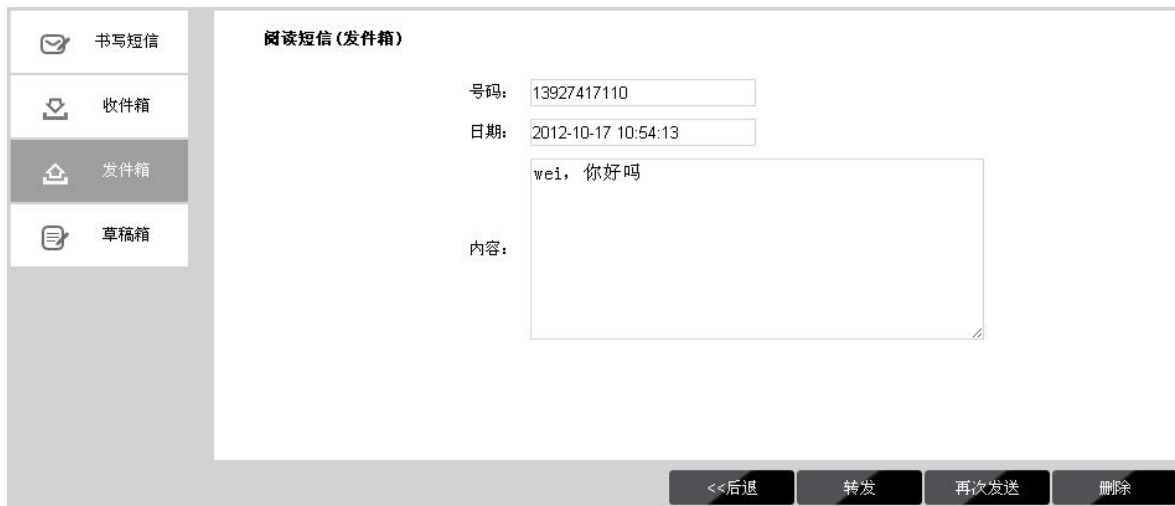 书写短信
收件箱
发件箱
草稿箱
阅读短信(发件箱)
号码: 13927417110
日期: 2012-10-17 10:54:13
内容: wei, 你好吗
<<后退 转发 再次发送 删除